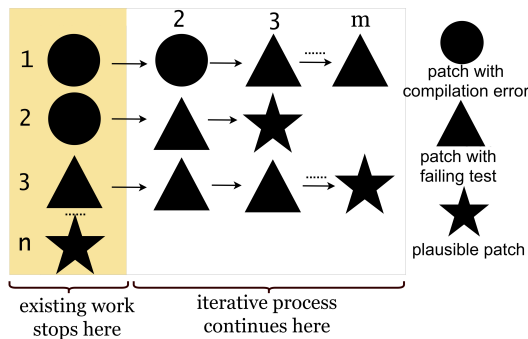 2 3 m
1 ......
2
3 ......
......
n
patch with
compilation error
patch with
failing test
plausible patch
existing work
stops here
iterative process
continues here